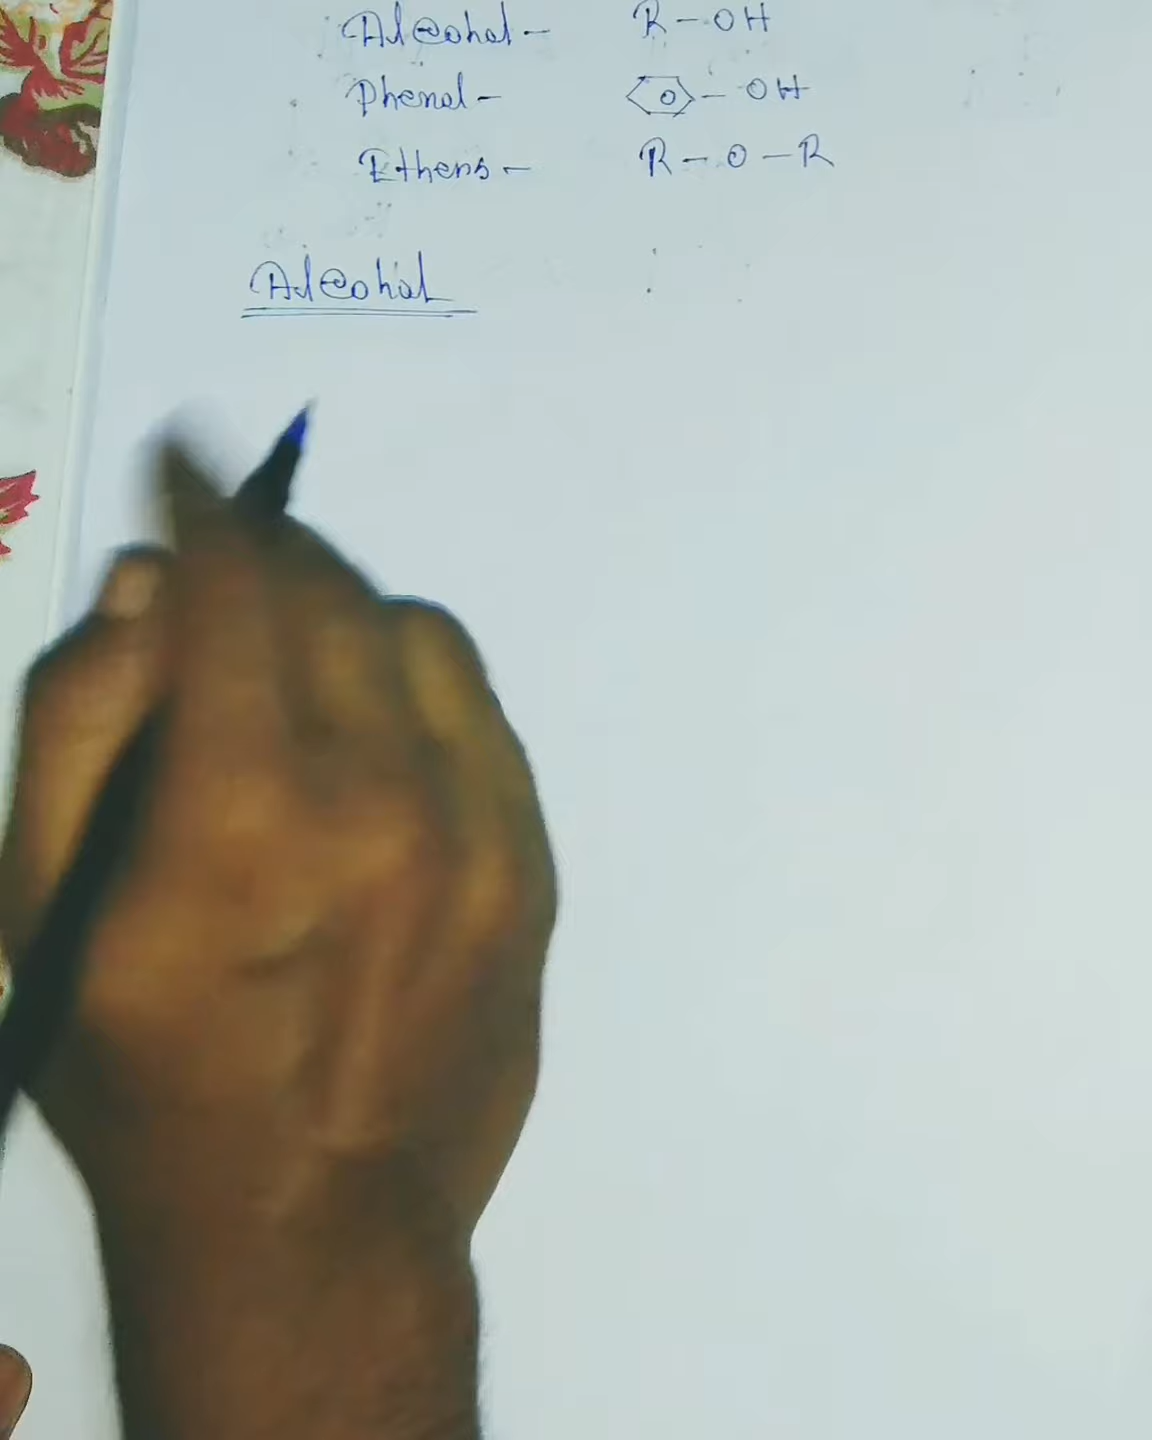 Alcohol - R - OH
Phenol - - OH
Ethers - R - O - R
Alcohol